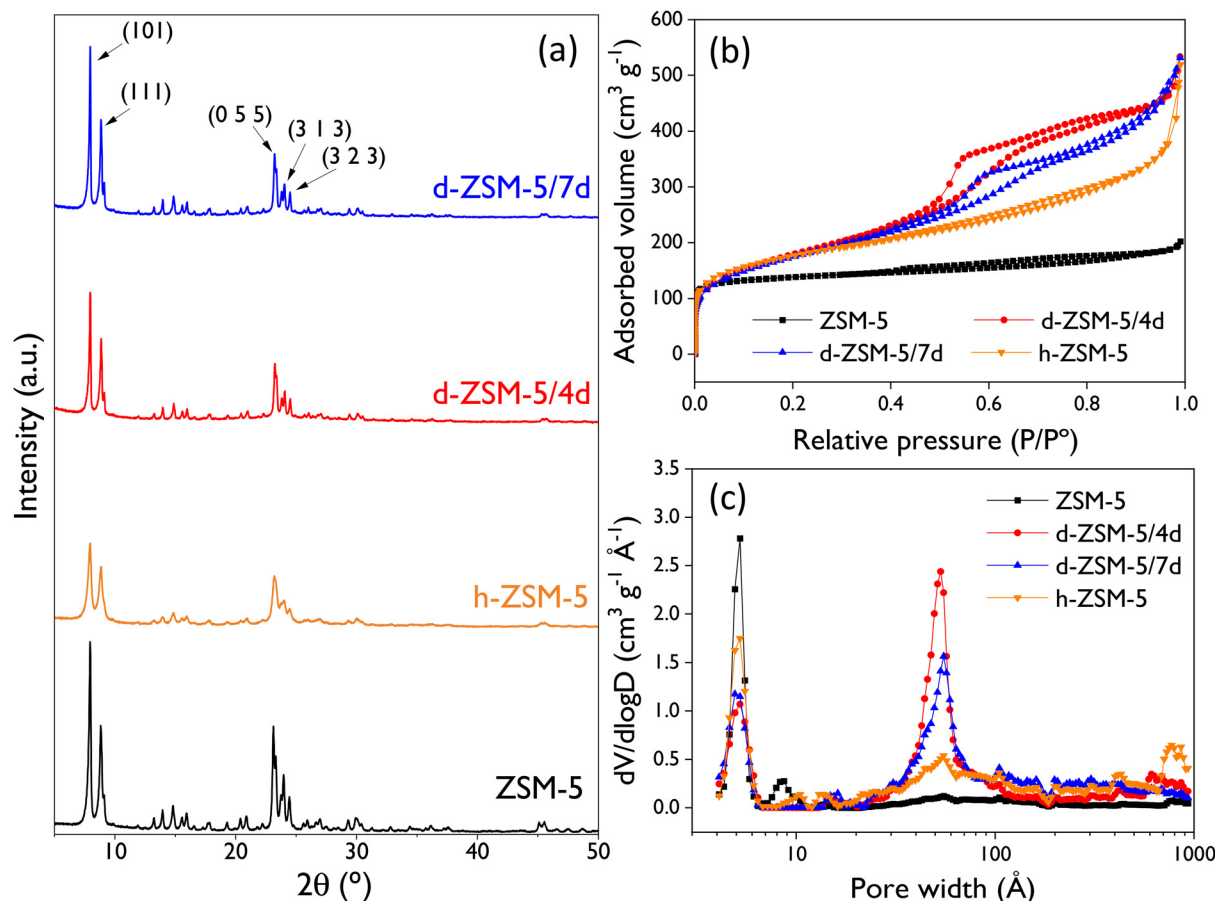 (a)
(101)
(111)
(0 5 5)
(3 1 3)
(3 2 3)
d-ZSM-5/7d
d-ZSM-5/4d
h-ZSM-5
ZSM-5
Intensity (a.u.)
10 20 30 40 50
2θ (º)
(b)
600
500
400
300
200
100
0
Adsorbed volume (cm³ g⁻¹)
ZSM-5 d-ZSM-5/4d
d-ZSM-5/7d h-ZSM-5
0.0 0.2 0.4 0.6 0.8 1.0
Relative pressure (P/Pº)
(c)
3.5
3.0
2.5
2.0
1.5
1.0
0.5
0.0
dV/dlogD (cm³ g⁻¹ Å⁻¹)
ZSM-5
d-ZSM-5/4d
d-ZSM-5/7d
h-ZSM-5
10 100 1000
Pore width (Å)